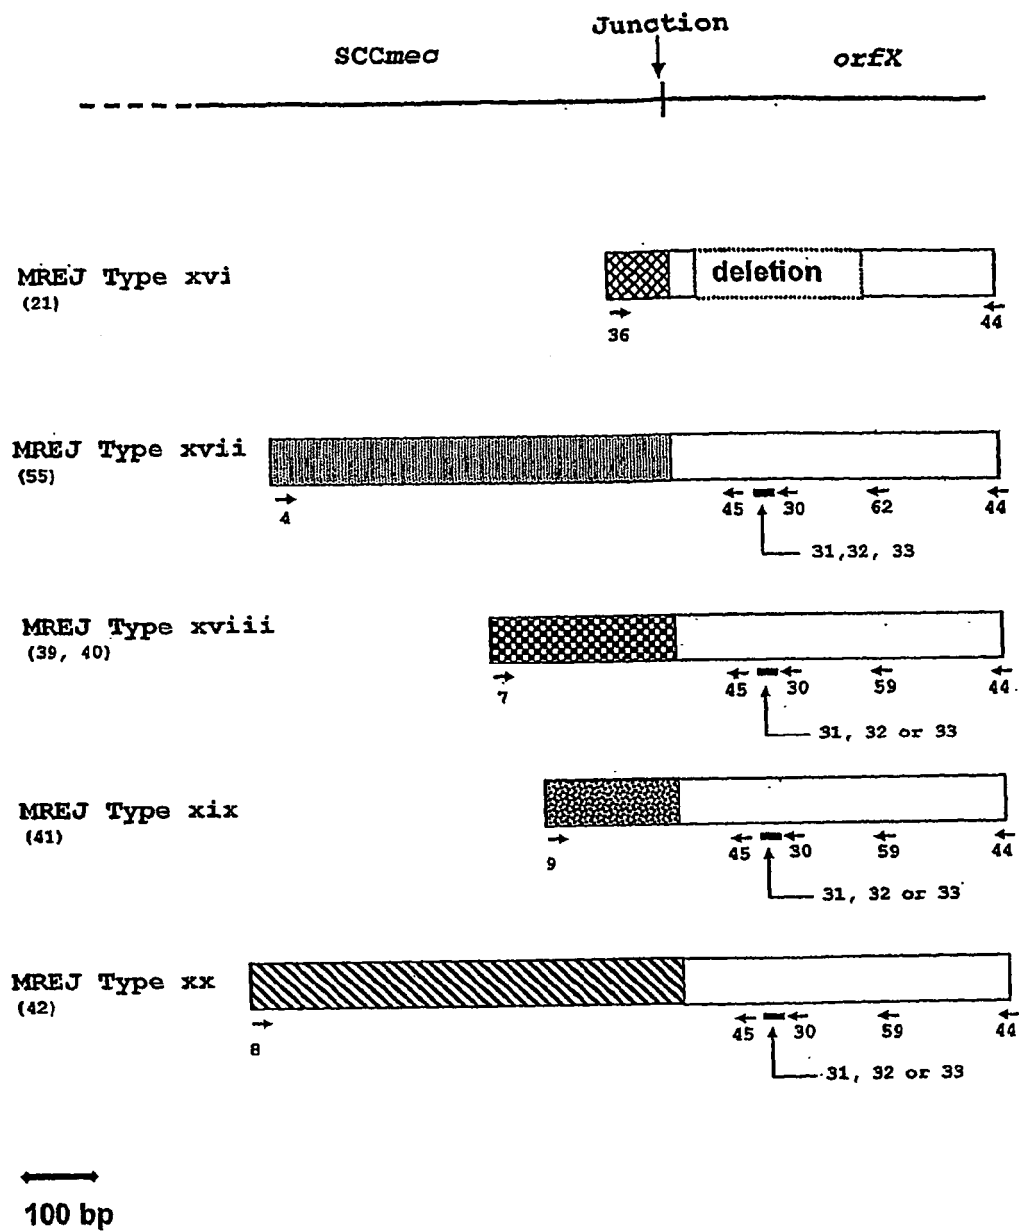 Junction
SCCmec
orfX
MREJ Type xvi
(21)
deletion
36
44
MREJ Type xvii
(55)
4
45
30
62
44
31,32, 33
MREJ Type xviii
(39, 40)
7
45
30
59
44
31, 32 or 33
MREJ Type xix
(41)
9
45
30
59
44
31, 32 or 33
MREJ Type xx
(42)
8
45
30
59
44
31, 32 or 33
100 bp